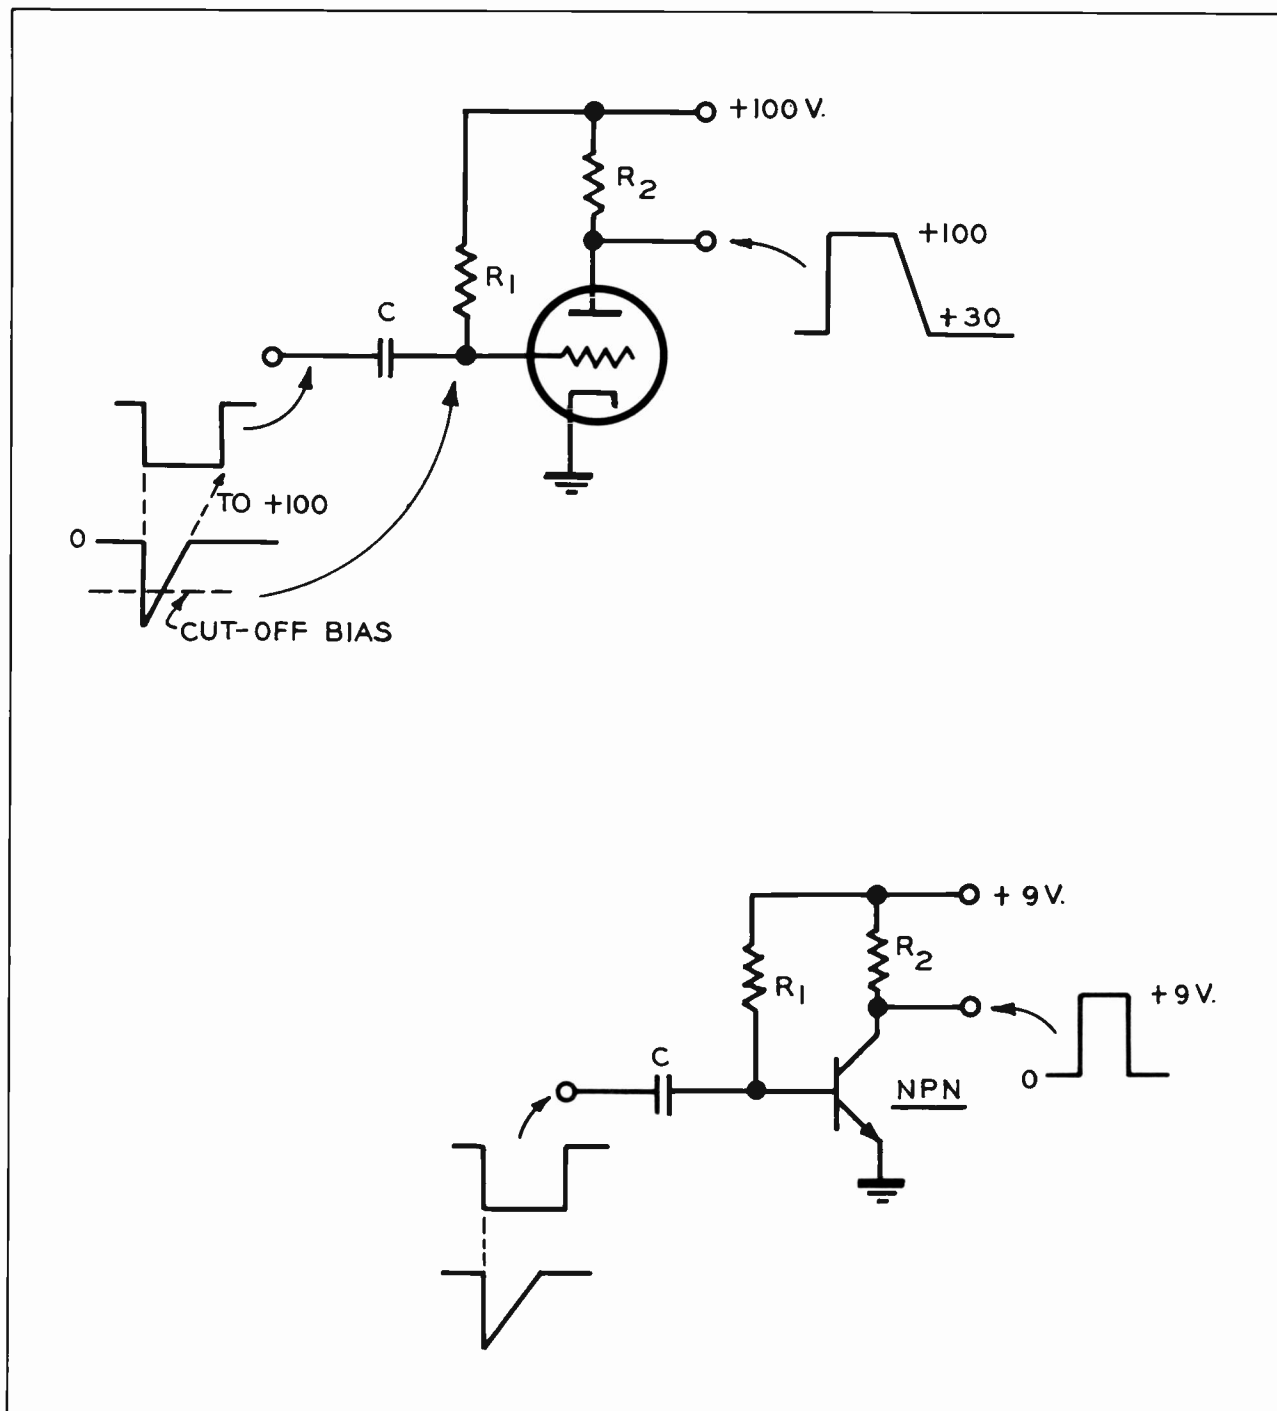 +100 V.
R2
+100
R1
+30
C
TO +100
0
CUT-OFF BIAS
+ 9 V.
R2
R1
+ 9 V.
C
0
NPN